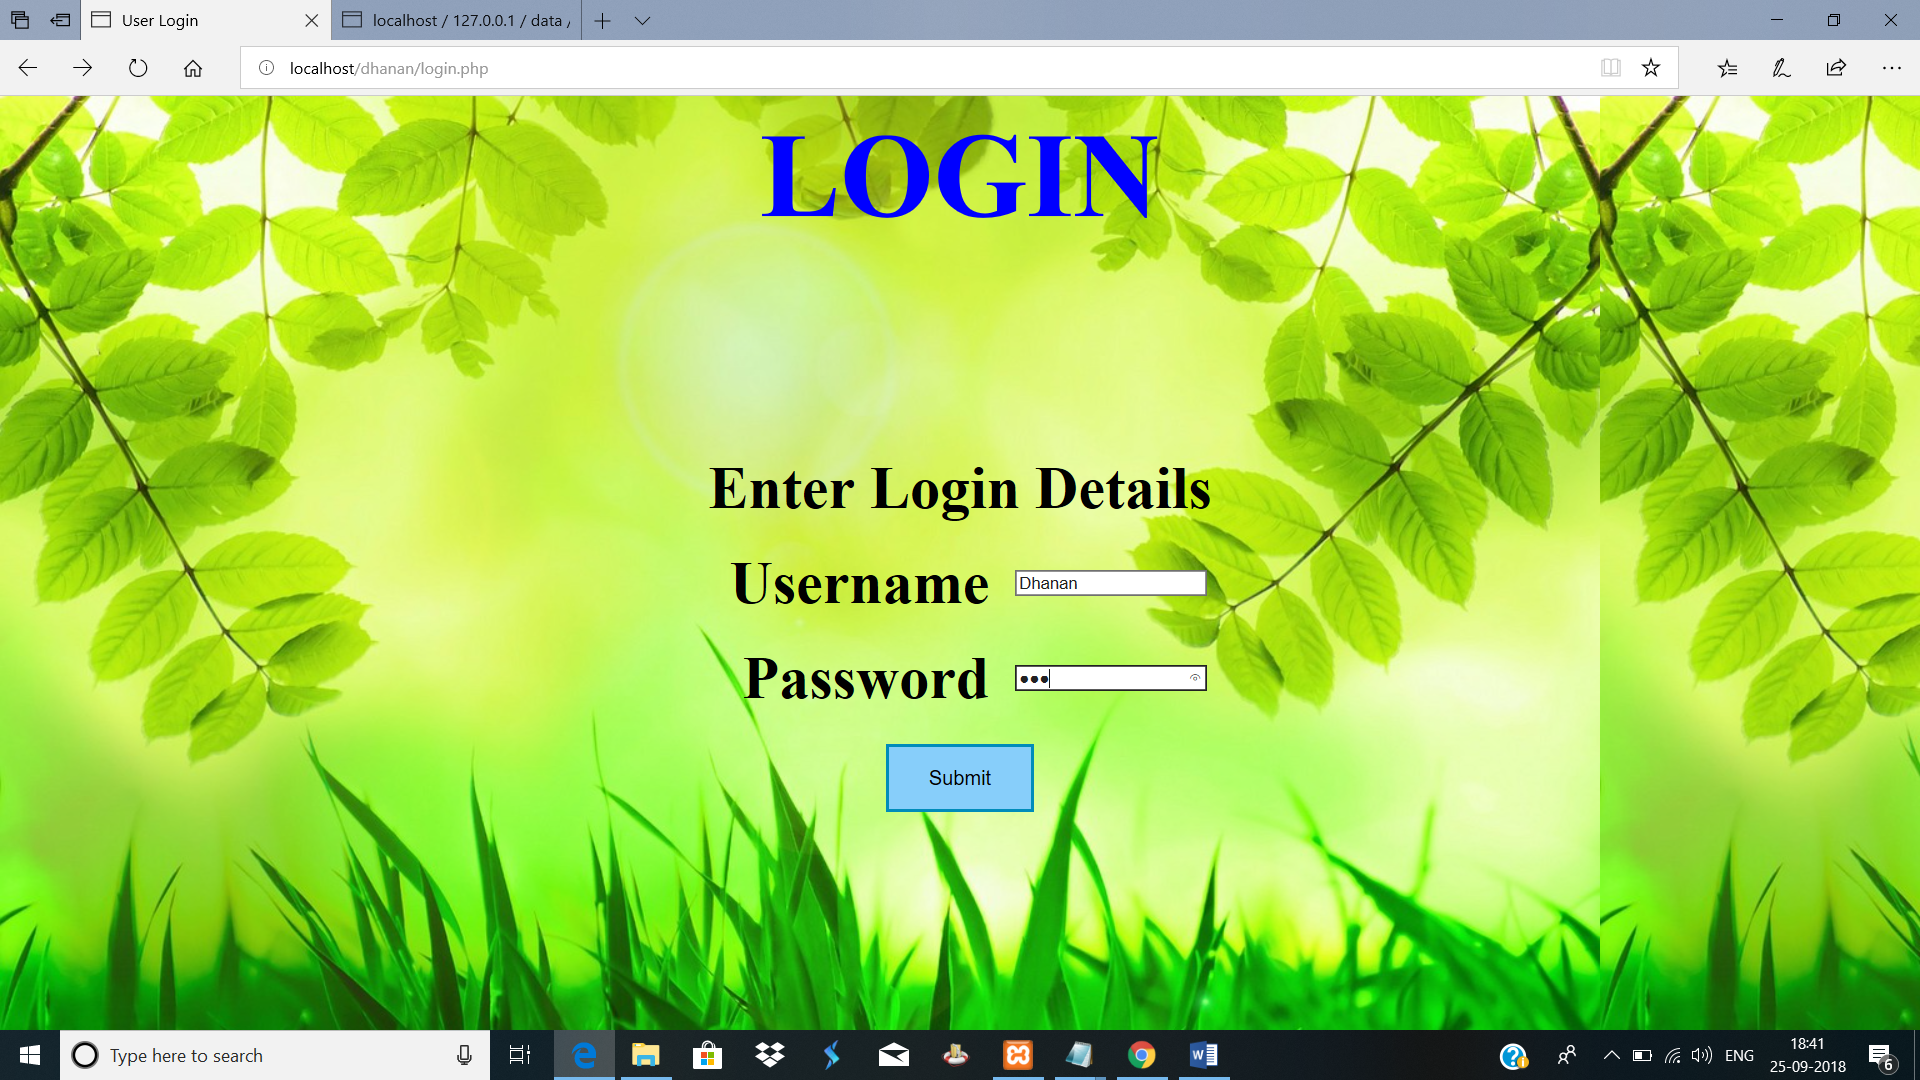 User Login
localhost / 127.0.0.1 / data /
localhost/dhanan/login.php
LOGIN
Enter Login Details
Username Dhanan
Password
Submit
Type here to search
ENG
18:41
25-09-2018
6